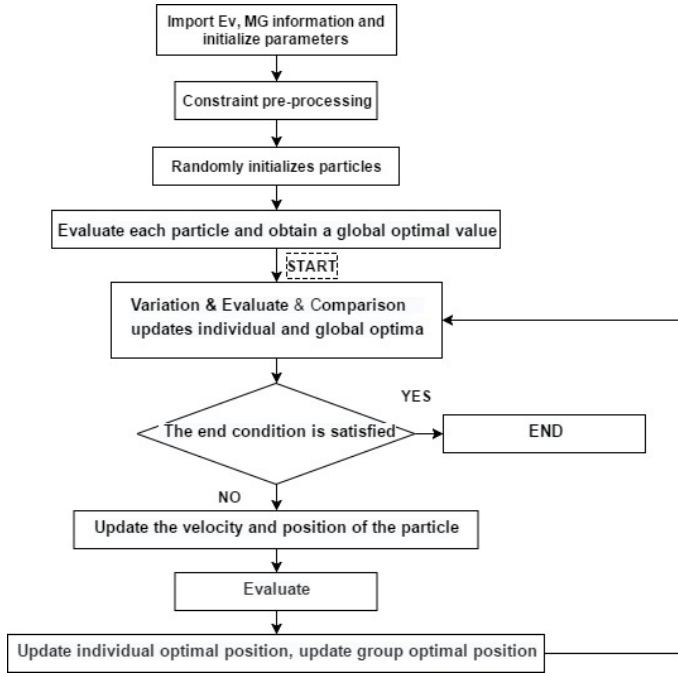 Import Ev, MG information and
initialize parameters
Constraint pre-processing
Randomly initializes particles
Evaluate each particle and obtain a global optimal value
START
Variation & Evaluate & Comparison
updates individual and global optima
YES
The end condition is satisfied
END
NO
Update the velocity and position of the particle
Evaluate
Update individual optimal position, update group optimal position